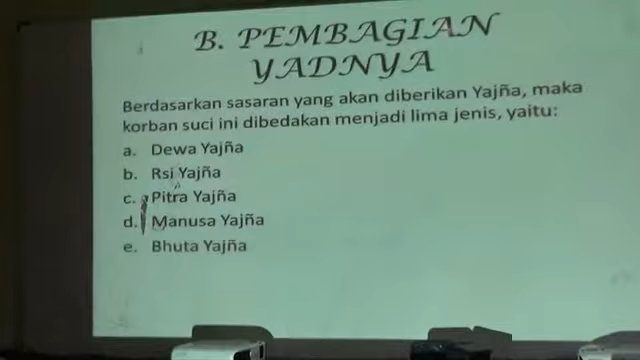 B. PEMBAGIAN
YADNYA
Berdasarkan sasaran yang akan diberikan Yajña, maka
korban suci ini dibedakan menjadi lima jenis, yaitu:
a. Dewa Yajña
b. Rsi Yajña
c. Pitra Yajña
d. Manusa Yajña
e. Bhuta Yajña